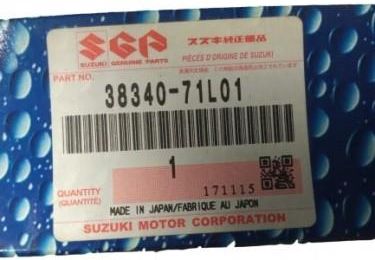 SGP
スズキ純正部品
SUZUKI GENUINE PARTS
PIÈCES D'ORIGINE DE SUZUKI
PART NO.
38340-71L01
1
QUANTITY
(QUANTITÉ)
171115
MADE IN JAPAN/FABRIQUE AU JAPON
SUZUKI MOTOR CORPORATION